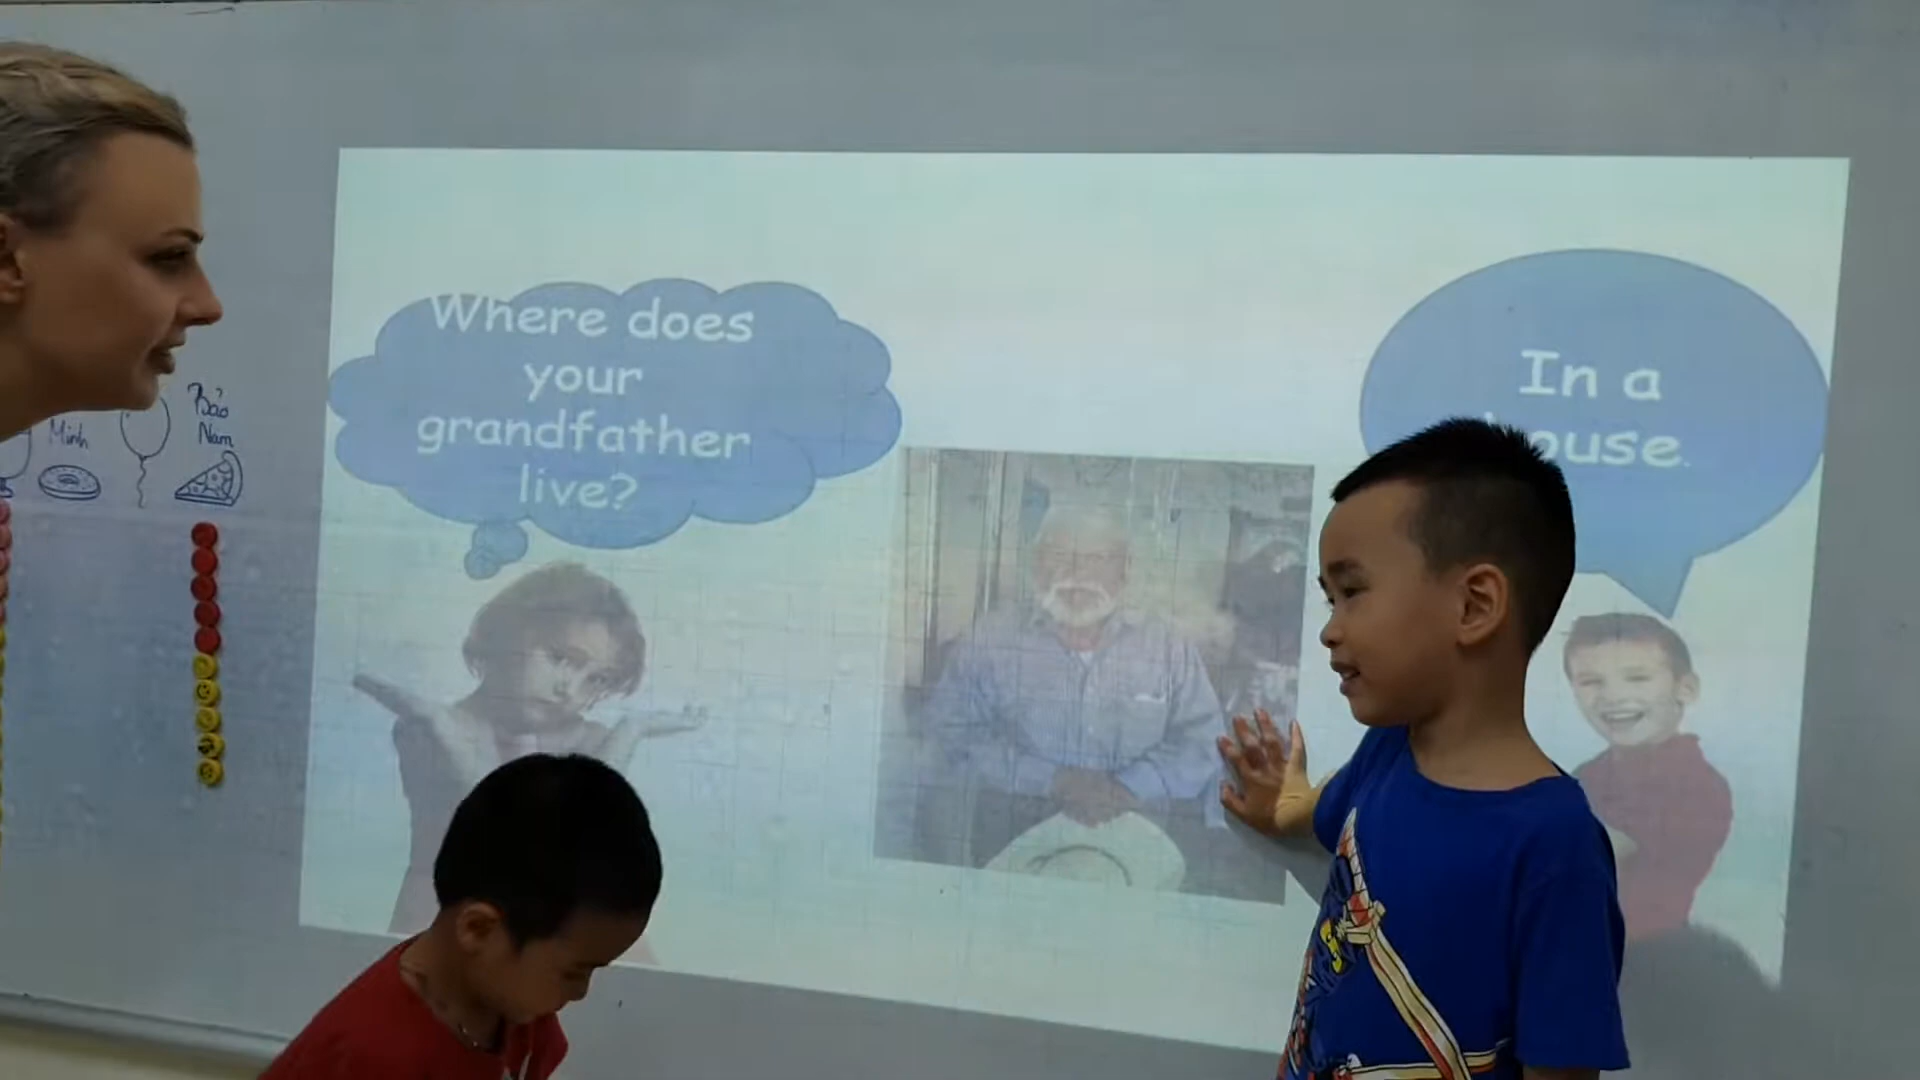 Where does
your
grandfather
live?
In a
ouse.
Minh
Bảo
Nam